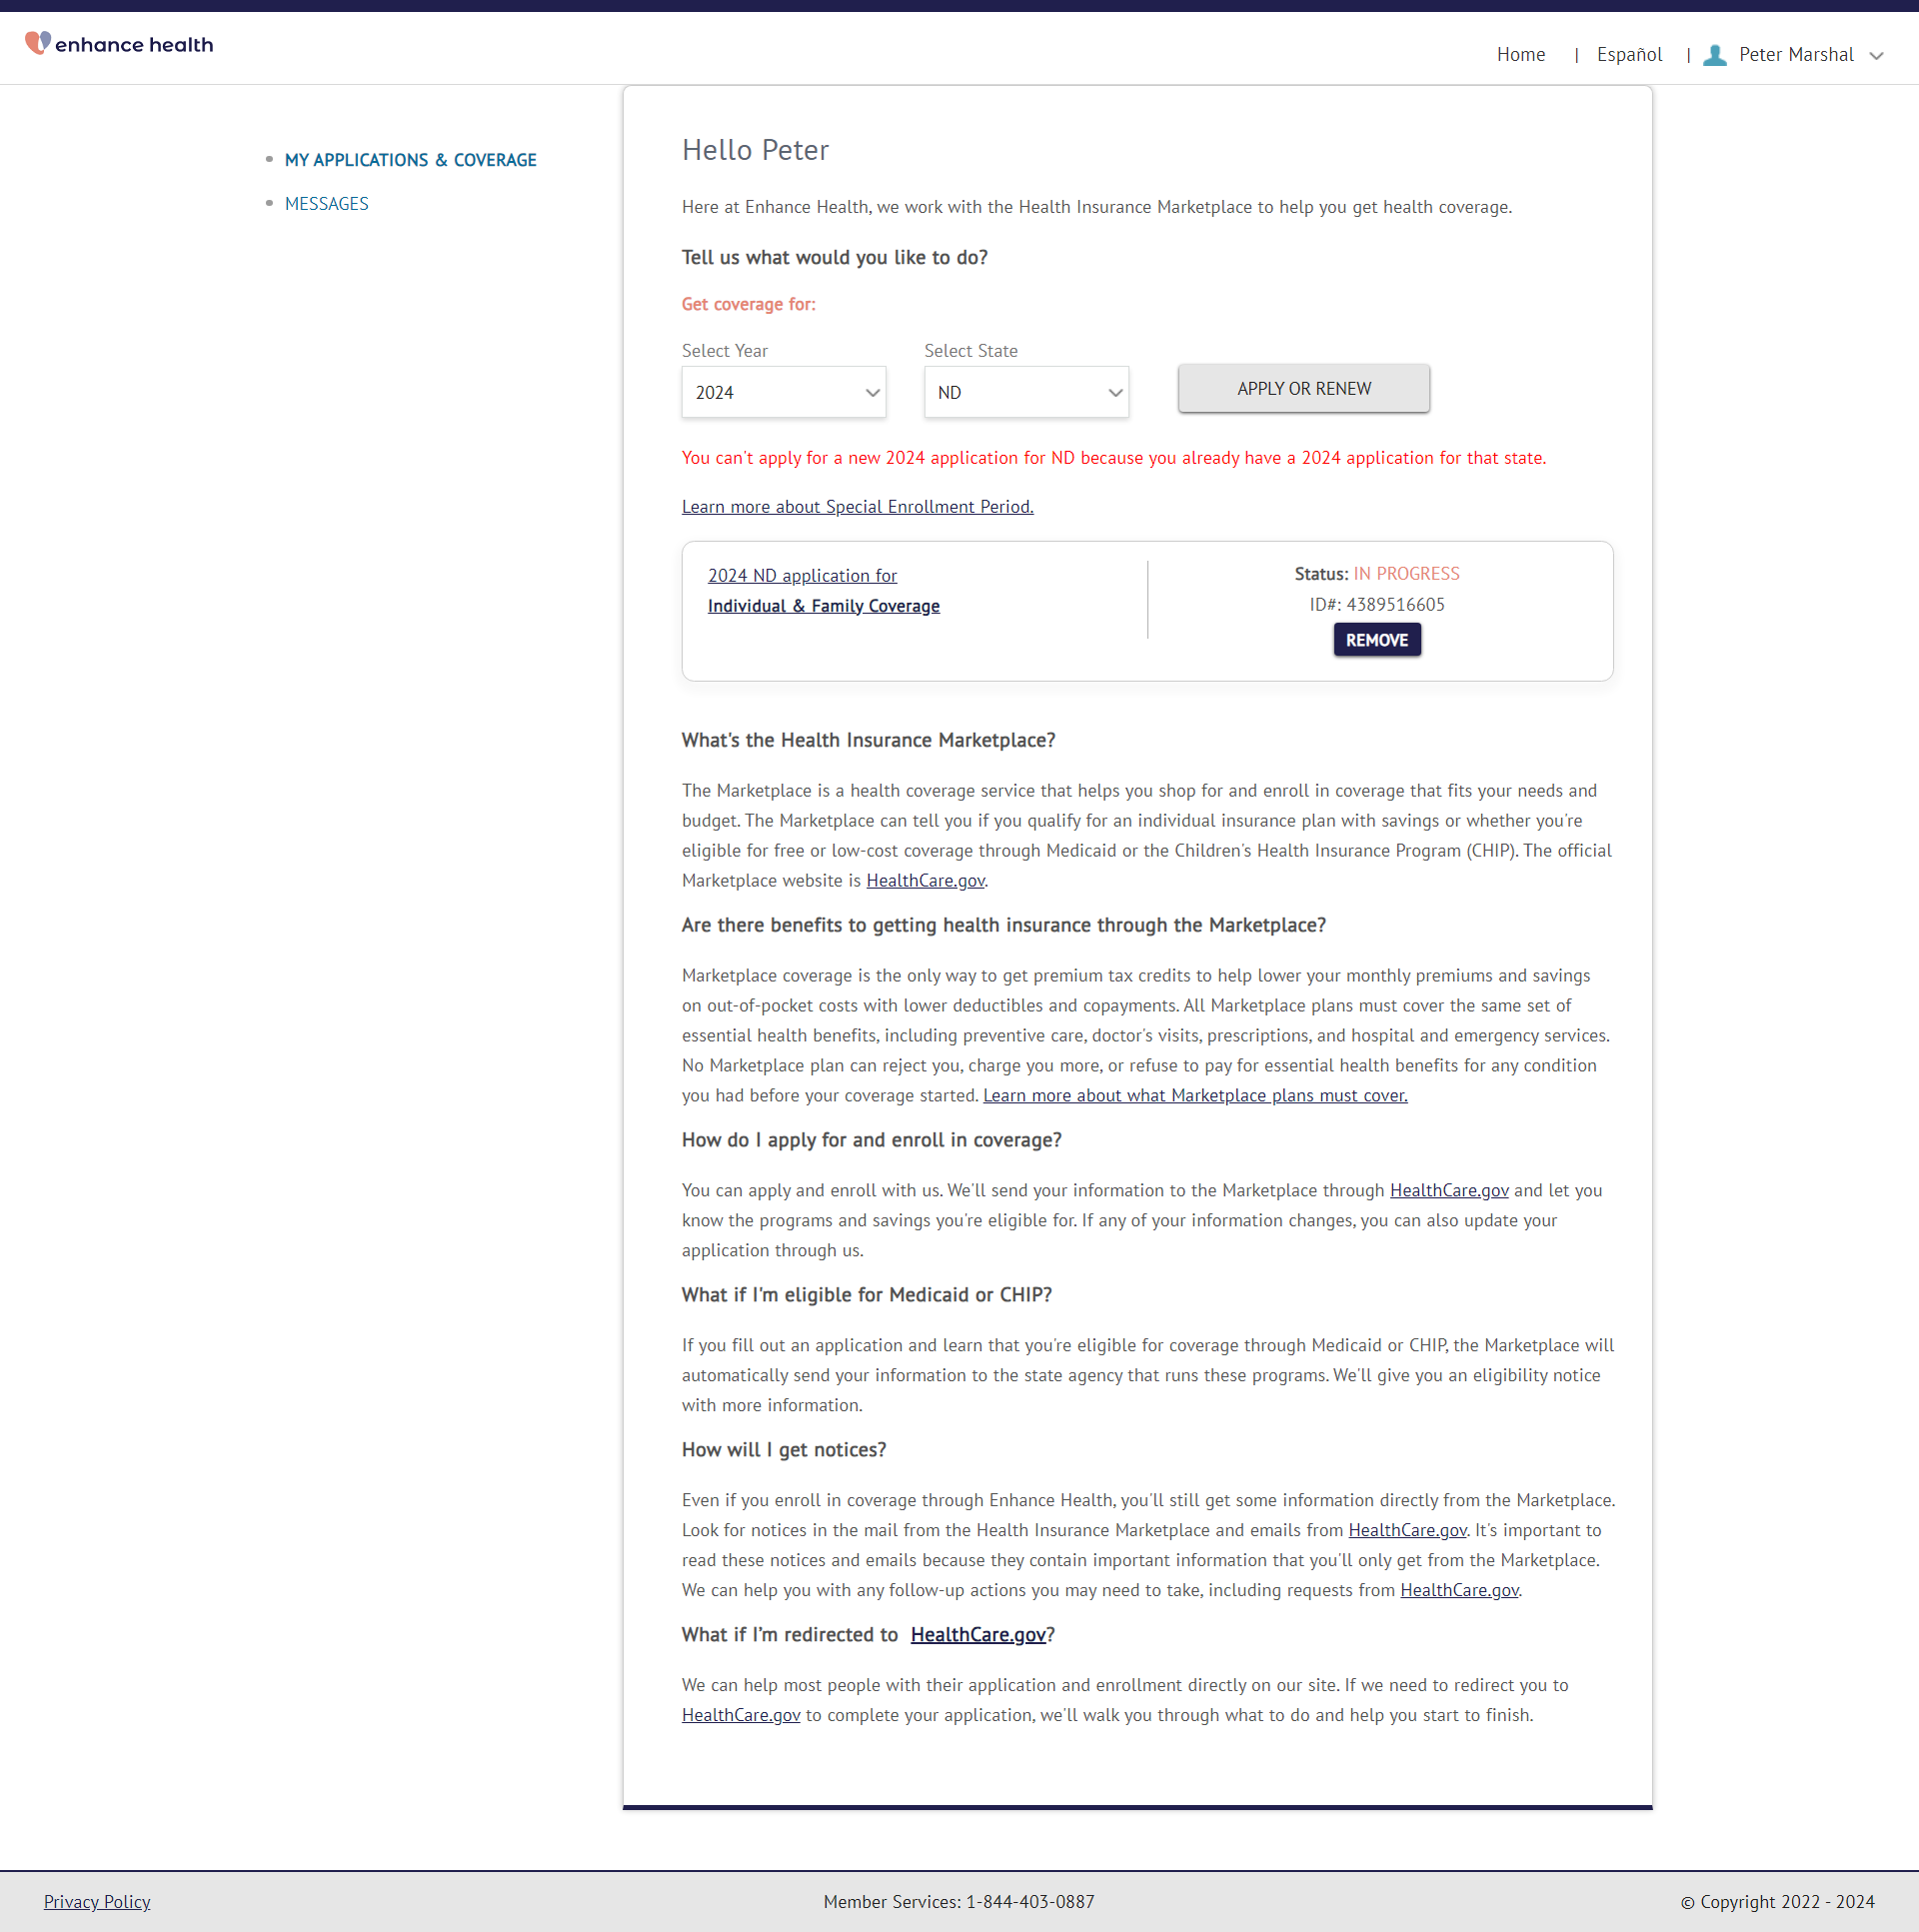 enhance health
Home | Español | Peter Marshal
MY APPLICATIONS & COVERAGE
MESSAGES
Hello Peter
Here at Enhance Health, we work with the Health Insurance Marketplace to help you get health coverage.
Tell us what would you like to do?
Get coverage for:
Select Year Select State
2024 ND APPLY OR RENEW
You can't apply for a new 2024 application for ND because you already have a 2024 application for that state.
Learn more about Special Enrollment Period.
2024 ND application for
Individual & Family Coverage
Status: IN PROGRESS
ID#: 4389516605
REMOVE
What's the Health Insurance Marketplace?
The Marketplace is a health coverage service that helps you shop for and enroll in coverage that fits your needs and
budget. The Marketplace can tell you if you qualify for an individual insurance plan with savings or whether you're
eligible for free or low-cost coverage through Medicaid or the Children's Health Insurance Program (CHIP). The official
Marketplace website is HealthCare.gov.
Are there benefits to getting health insurance through the Marketplace?
Marketplace coverage is the only way to get premium tax credits to help lower your monthly premiums and savings
on out-of-pocket costs with lower deductibles and copayments. All Marketplace plans must cover the same set of
essential health benefits, including preventive care, doctor's visits, prescriptions, and hospital and emergency services.
No Marketplace plan can reject you, charge you more, or refuse to pay for essential health benefits for any condition
you had before your coverage started. Learn more about what Marketplace plans must cover.
How do I apply for and enroll in coverage?
You can apply and enroll with us. We'll send your information to the Marketplace through HealthCare.gov and let you
know the programs and savings you're eligible for. If any of your information changes, you can also update your
application through us.
What if I'm eligible for Medicaid or CHIP?
If you fill out an application and learn that you're eligible for coverage through Medicaid or CHIP, the Marketplace will
automatically send your information to the state agency that runs these programs. We'll give you an eligibility notice
with more information.
How will I get notices?
Even if you enroll in coverage through Enhance Health, you'll still get some information directly from the Marketplace.
Look for notices in the mail from the Health Insurance Marketplace and emails from HealthCare.gov. It's important to
read these notices and emails because they contain important information that you'll only get from the Marketplace.
We can help you with any follow-up actions you may need to take, including requests from HealthCare.gov.
What if I’m redirected to HealthCare.gov?
We can help most people with their application and enrollment directly on our site. If we need to redirect you to
HealthCare.gov to complete your application, we'll walk you through what to do and help you start to finish.
Privacy Policy
Member Services: 1-844-403-0887
© Copyright 2022 - 2024